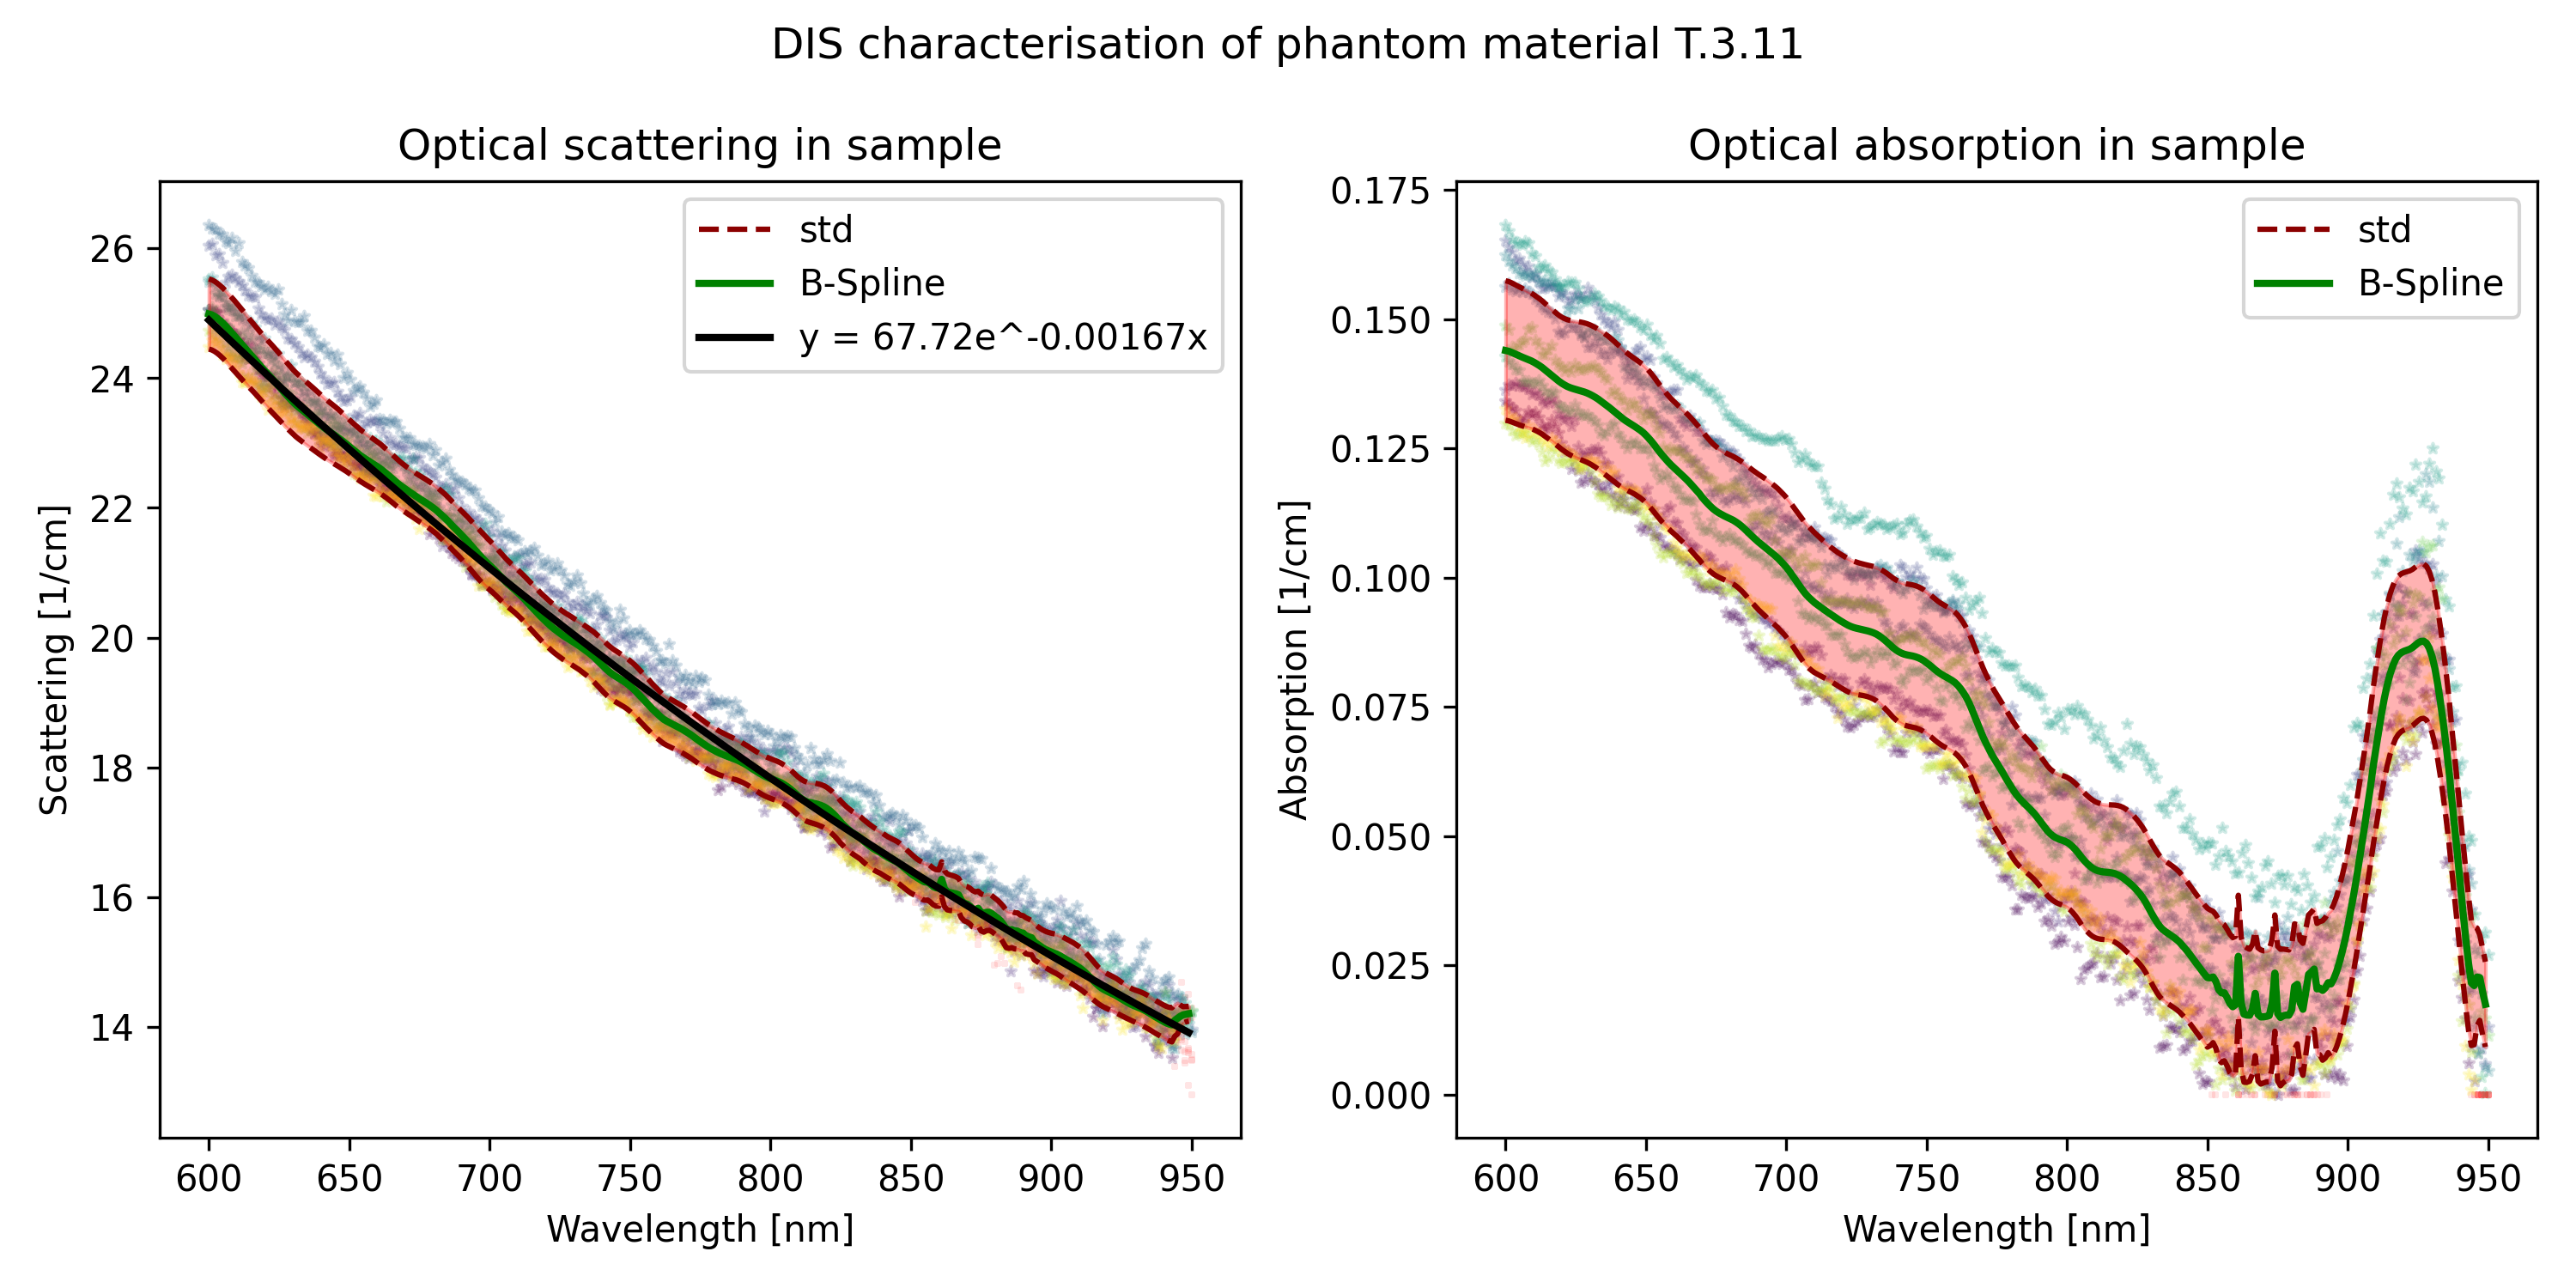 DIS characterisation of phantom material T.3.11
Optical scattering in sample
std
B-Spline
y = 67.72e^-0.00167x
26
24
22
20
18
16
14
Scattering [1/cm]
600 650 700 750 800 850 900 950
Wavelength [nm]
Optical absorption in sample
std
B-Spline
0.175
0.150
0.125
0.100
0.075
0.050
0.025
0.000
Absorption [1/cm]
600 650 700 750 800 850 900 950
Wavelength [nm]